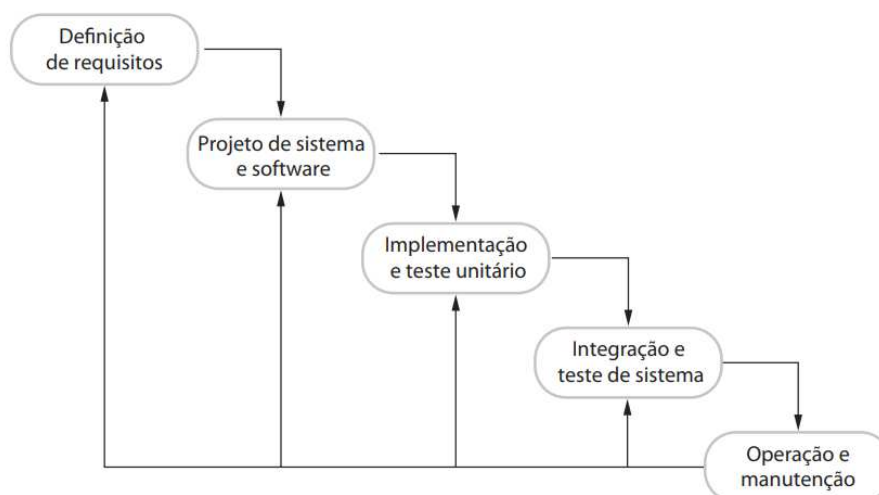 Definição
de requisitos
Projeto de sistema
e software
Implementação
e teste unitário
Integração e
teste de sistema
Operação e
manutenção